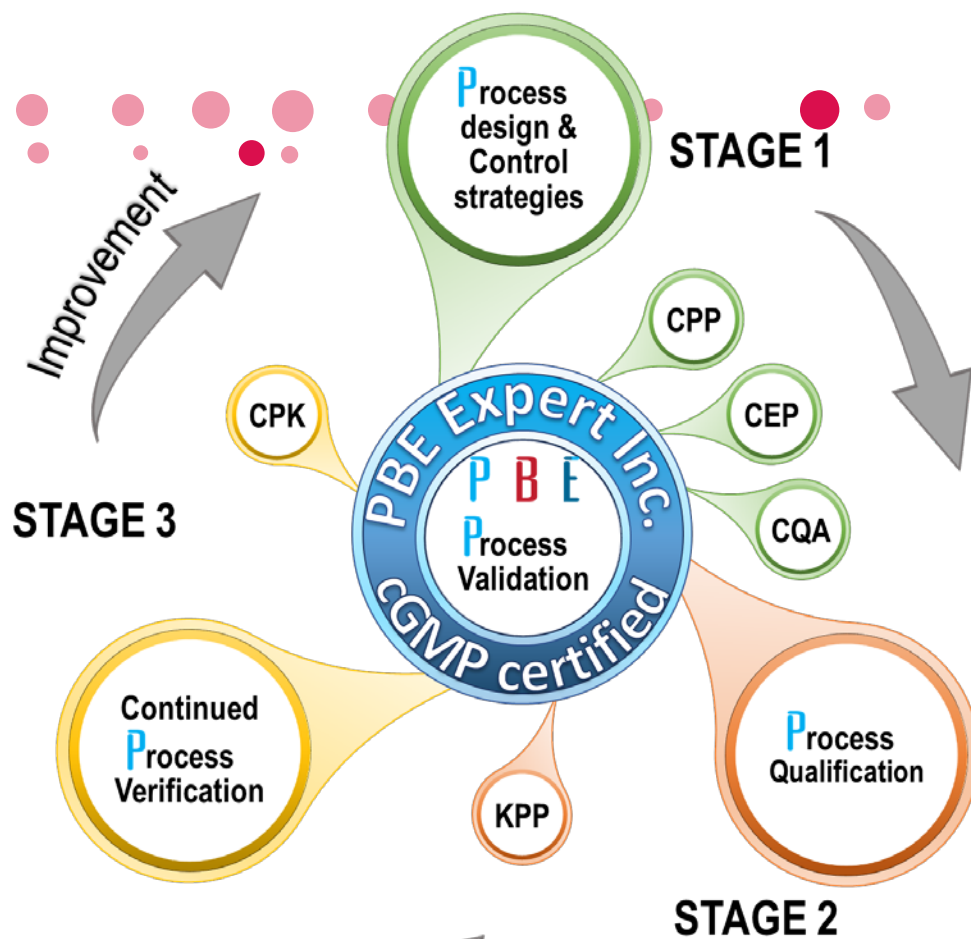 Process
design &
Control
strategies
STAGE 1
Improvement
CPP
CEP
CQA
CPK
PBE Expert Inc.
PBE
Process
Validation
cGMP certified
STAGE 3
Continued
Process
Verification
KPP
Process
Qualification
STAGE 2